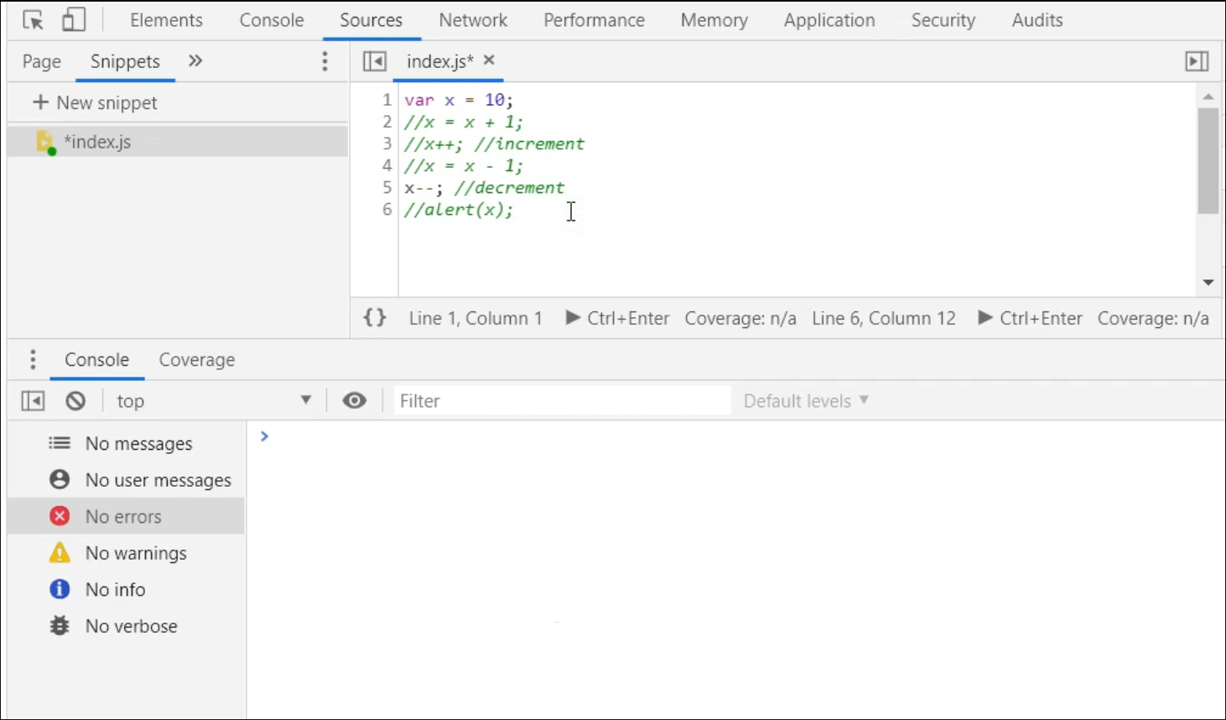 Elements Console Sources Network Performance Memory Application Security Audits
Page Snippets » index.js* ×
+ New snippet
*index.js
1 var x = 10;
2 //x = x + 1;
3 //x++; //increment
4 //x = x - 1;
5 x--; //decrement
6 //alert(x);
{} Line 1, Column 1 ▶ Ctrl+Enter Coverage: n/a Line 6, Column 12 ▶ Ctrl+Enter Coverage: n/a
Console Coverage
top ▼ Filter Default levels ▼
No messages
No user messages
No errors
No warnings
No info
No verbose
>